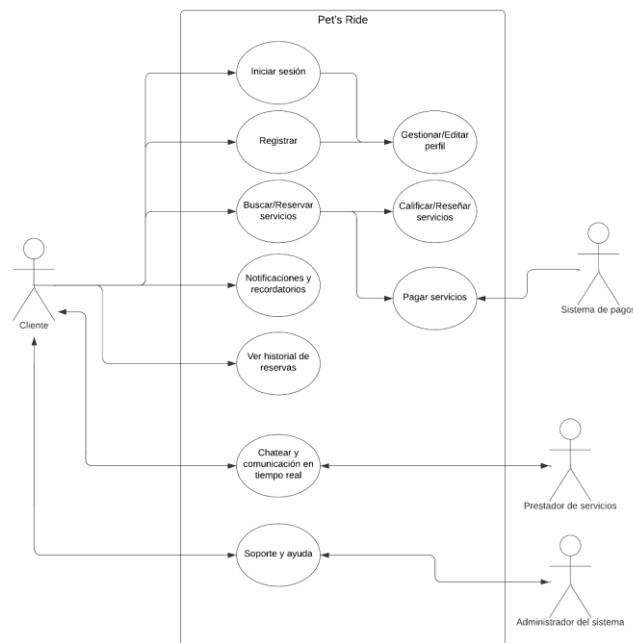 Pet's Ride
Iniciar sesión
Registrar
Gestionar/Editar
perfil
Buscar/Reservar
servicios
Calificar/Reseñar
servicios
Notificaciones y
recordatorios
Pagar servicios
Sistema de pagos
Cliente
Ver historial de
reservas
Chatear y
comunicación en
tiempo real
Prestador de servicios
Soporte y ayuda
Administrador del sistema